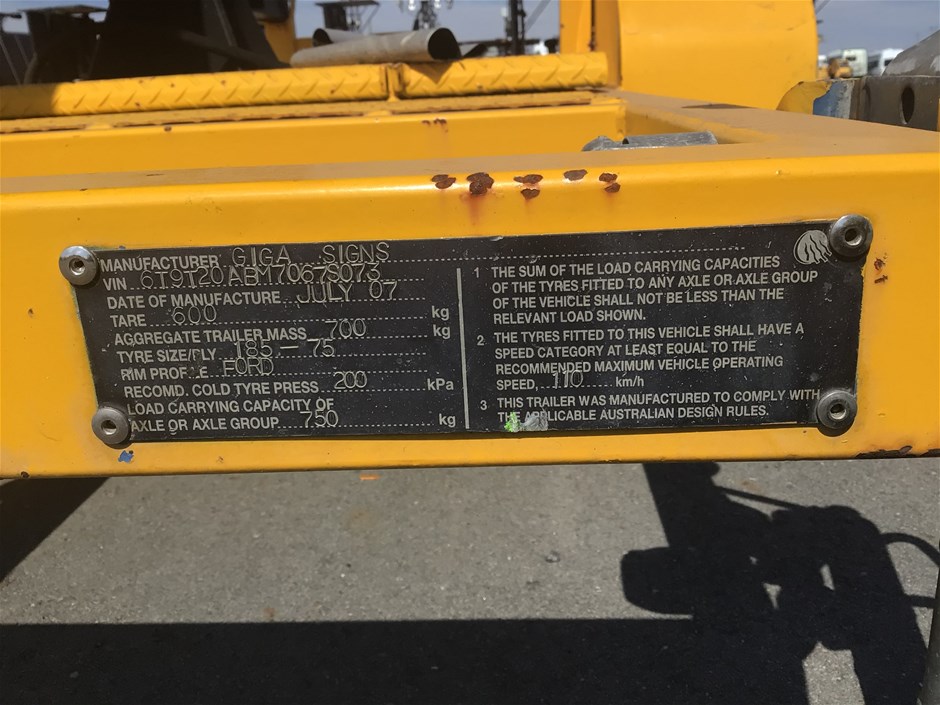 MANUFACTURER GIGA SIGNS
VIN 6T9T20ABM7067S073
DATE OF MANUFACTURE JULY 07
TARE 600 kg
AGGREGATE TRAILER MASS 700 kg
TYRE SIZE/PLY 185-75
RIM PROFILE FORD
RECOMD. COLD TYRE PRESS 200 kPa
LOAD CARRYING CAPACITY OF
AXLE OR AXLE GROUP 750 kg
1 THE SUM OF THE LOAD CARRYING CAPACITIES
OF THE TYRES FITTED TO ANY AXLE OR AXLE GROUP
OF THE VEHICLE SHALL NOT BE LESS THAN THE
RELEVANT LOAD SHOWN.
2 THE TYRES FITTED TO THIS VEHICLE SHALL HAVE A
SPEED CATEGORY AT LEAST EQUAL TO THE
RECOMMENDED MAXIMUM VEHICLE OPERATING
SPEED, 110 km/h
3 THIS TRAILER WAS MANUFACTURED TO COMPLY WITH
THE APPLICABLE AUSTRALIAN DESIGN RULES.